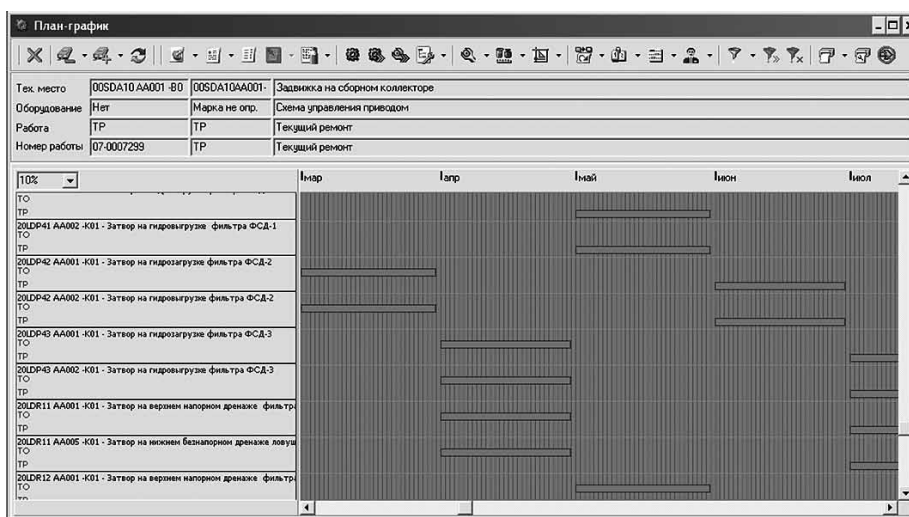 План-график
Тех. место 00SDA10 AA001 -B0 00SDA10AA001- Задвижка на сборном коллекторе
Оборудование Нет Марка не опр. Схема управления приводом
Работа ТР ТР Текущий ремонт
Номер работы 07-0007299 ТР Текущий ремонт
10% мар апр май июн июл
ТО
ТР
20LDP41 AA002 -K01 - Затвор на гидровыгрузке фильтра ФСД-1
ТО
ТР
20LDP42 AA001 -K01 - Затвор на гидрозагрузке фильтра ФСД-2
ТО
ТР
20LDP42 AA002 -K01 - Затвор на гидровыгрузке фильтра ФСД-2
ТО
ТР
20LDP43 AA001 -K01 - Затвор на гидрозагрузке фильтра ФСД-3
ТО
ТР
20LDP43 AA002 -K01 - Затвор на гидровыгрузке фильтра ФСД-3
ТО
ТР
20LDR11 AA001 -K01 - Затвор на верхнем напорном дренаже фильтра
ТО
ТР
20LDR11 AA005 -K01 - Затвор на нижнем безнапорном дренаже ловуш
ТО
ТР
20LDR12 AA001 -K01 - Затвор на верхнем напорном дренаже фильтра
ТО
ТР